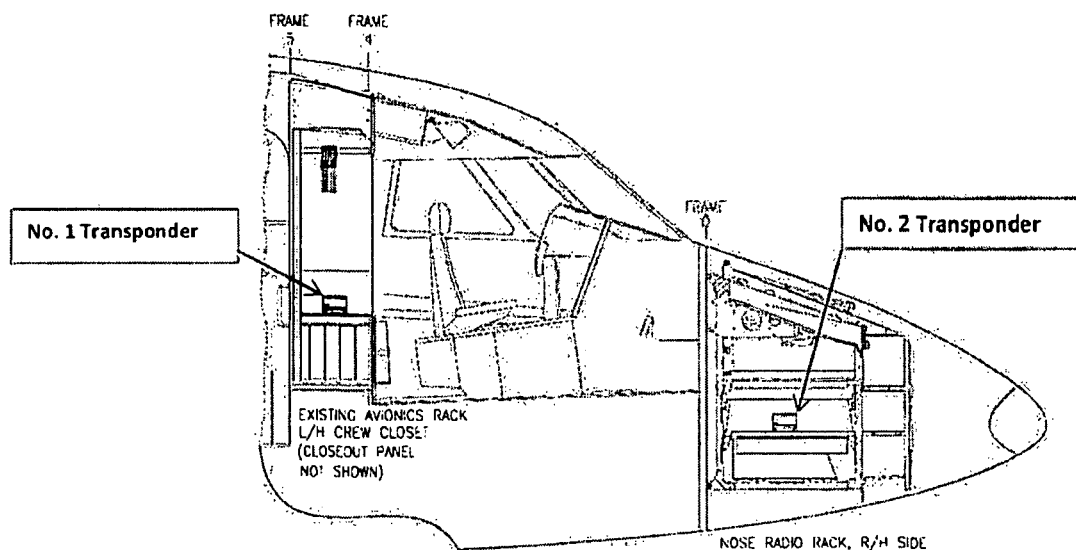 FRAME
5
FRAME
4
No. 1 Transponder
FRAME
0
No. 2 Transponder
EXISTING AVIONICS RACK
L/H CREW CLOSET
(CLOSEOUT PANEL
NOT SHOWN)
NOSE RADIO RACK, R/H SIDE